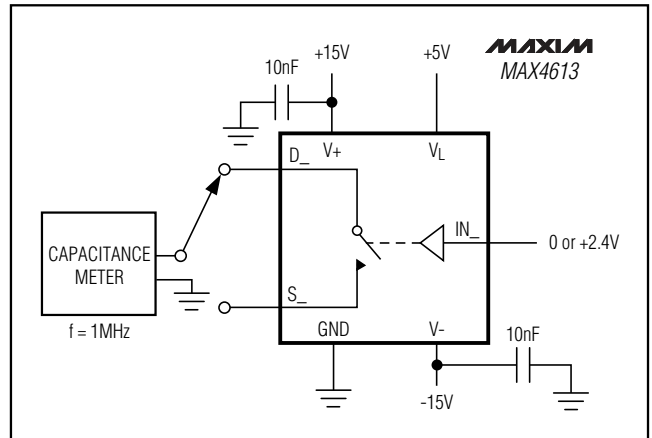 +15V
+5V
MAXIM
MAX4613
10nF
D_
V+
VL
CAPACITANCE
METER
IN_
0 or +2.4V
S_
f = 1MHz
GND
V-
10nF
-15V